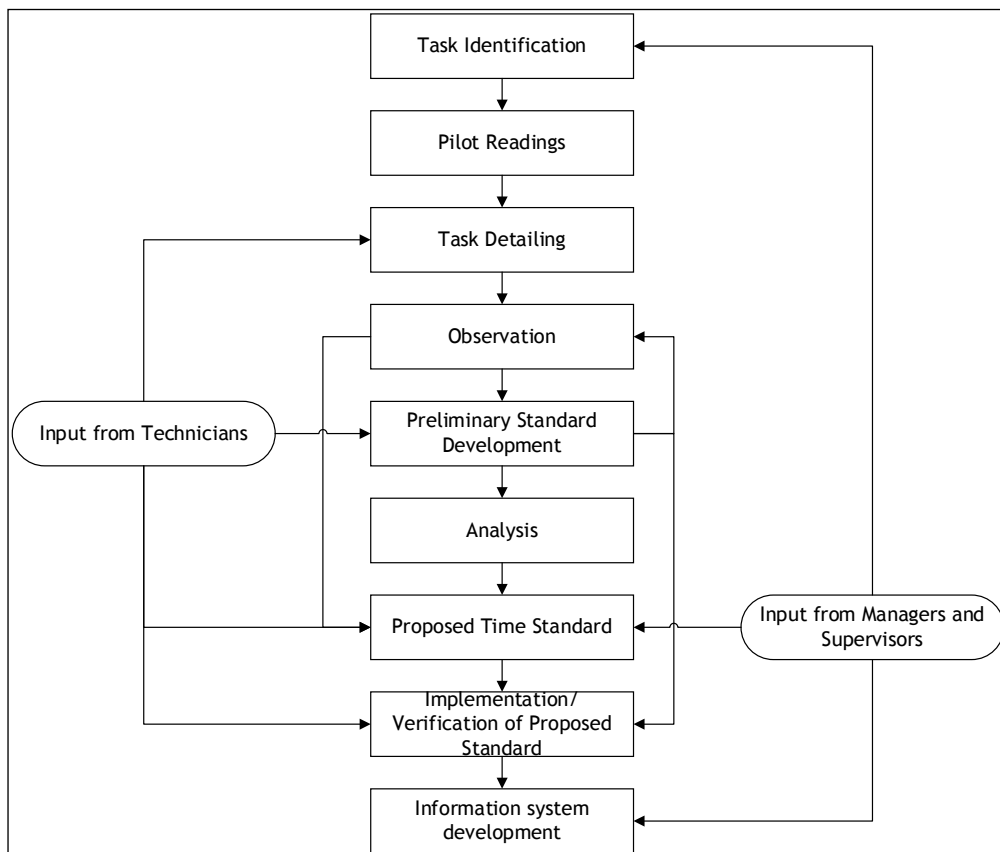 Task Identification
Pilot Readings
Task Detailing
Observation
Input from Technicians
Preliminary Standard
Development
Analysis
Proposed Time Standard
Input from Managers and
Supervisors
Implementation/
Verification of Proposed
Standard
Information system
development